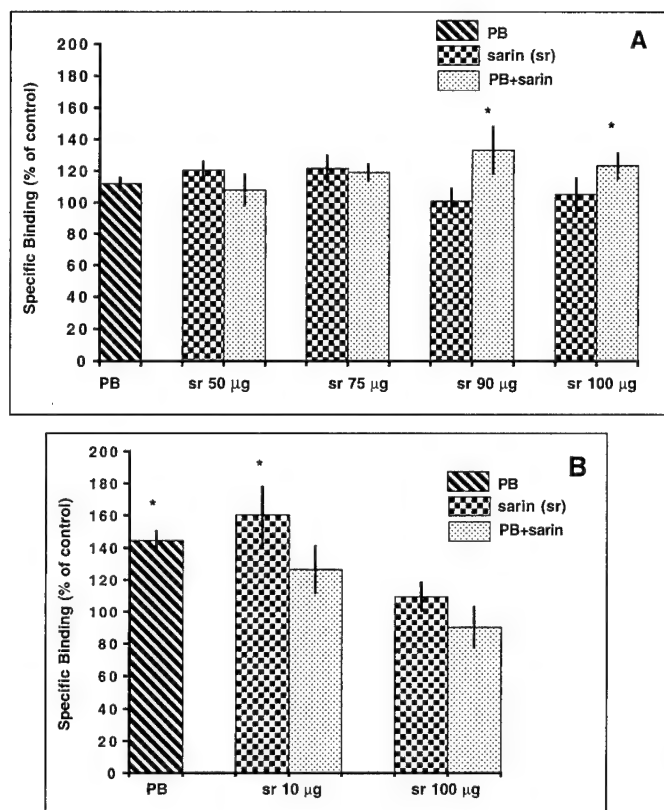 A
PB
sarin (sr)
PB+sarin
Specific Binding (% of control)
200
180
160
140
120
100
80
60
40
20
0
* *
PB sr 50 µg sr 75 µg sr 90 µg sr 100 µg
B
PB
sarin (sr)
PB+sarin
Specific Binding (% of control)
200
180
160
140
120
100
80
60
40
20
0
* *
PB sr 10 µg sr 100 µg